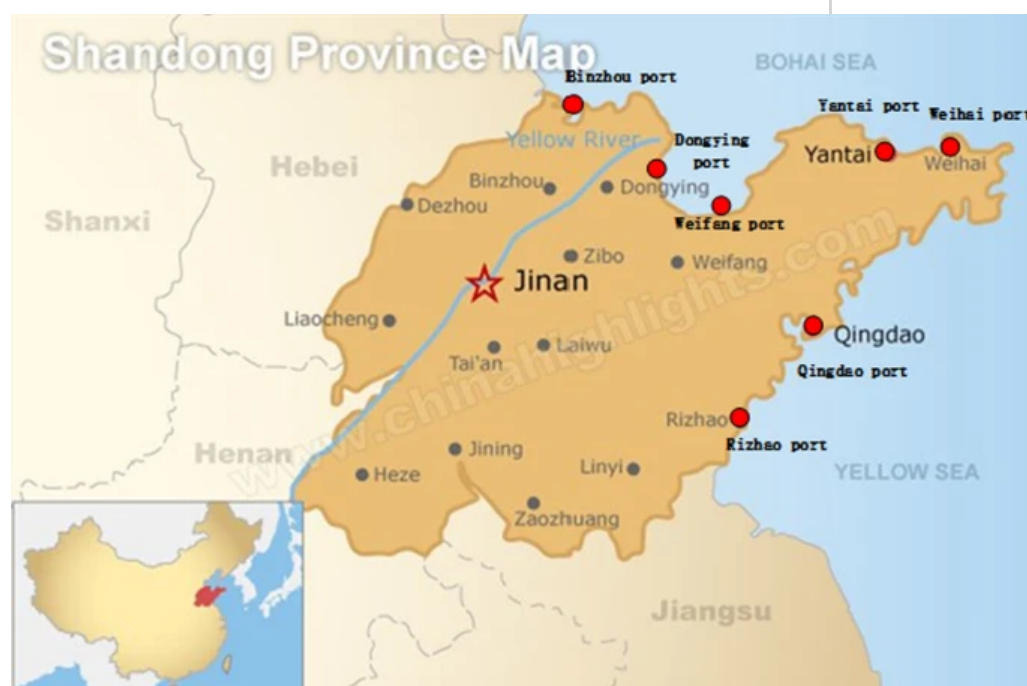 Shandong Province Map
BOHAI SEA
Binzhou port
Yantai port
Weihai port
Yellow River
Dongying
port
Hebei
Yantai
Weihai
Binzhou
Dongying
Dezhou
Shanxi
Weifang port
Zibo
Weifang
Jinan
Liaocheng
Qingdao
Laiwu
Tai'an
Qingdao port
www.chinahighlights.com
Rizhao
Rizhao port
Henan
Jining
Linyi
Heze
YELLOW SEA
Zaozhuang
Jiangsu